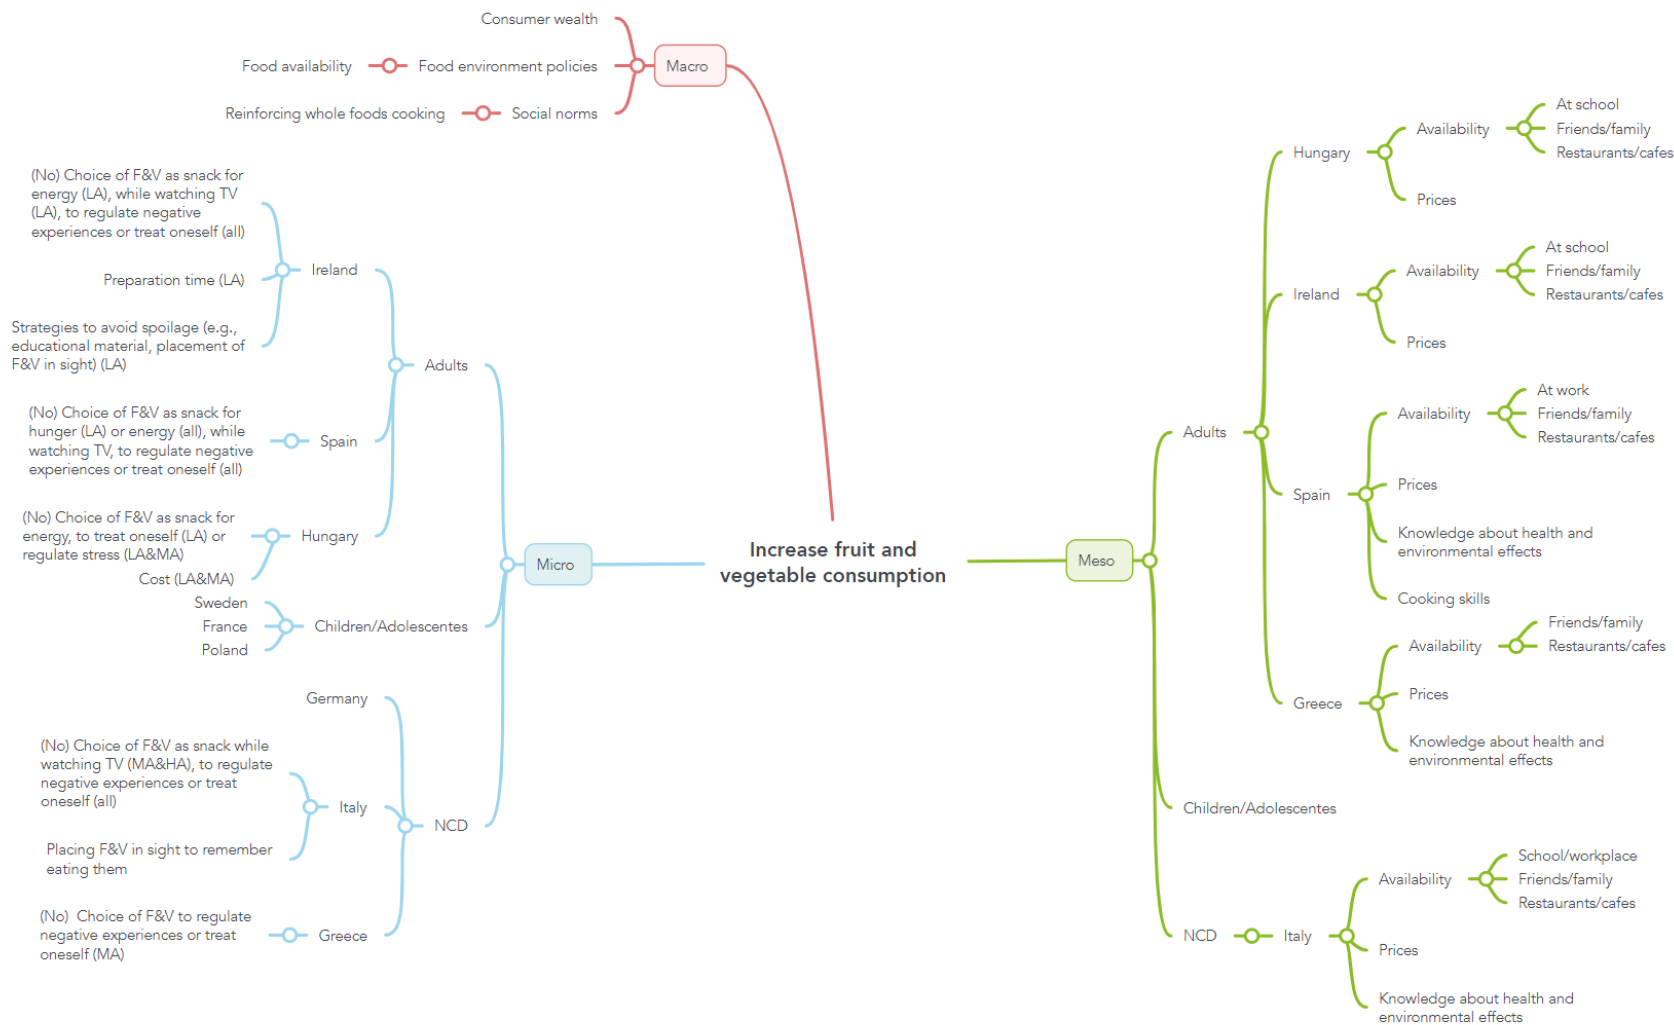 Consumer wealth
Food availability
Food environment policies
Macro
Reinforcing whole foods cooking
Social norms
(No) Choice of F&V as snack for
energy (LA), while watching TV
(LA), to regulate negative
experiences or treat oneself (all)
Ireland
Preparation time (LA)
Strategies to avoid spoilage (e.g.,
educational material, placement of
F&V in sight) (LA)
Adults
(No) Choice of F&V as snack for
hunger (LA) or energy (all), while
watching TV, to regulate negative
experiences or treat oneself (all)
Spain
(No) Choice of F&V as snack for
energy, to treat oneself (LA) or
regulate stress (LA&MA)
Hungary
Cost (LA&MA)
Micro
Sweden
France
Poland
Children/Adolescentes
Germany
(No) Choice of F&V as snack while
watching TV (MA&HA), to regulate
negative experiences or treat
oneself (all)
Italy
NCD
Placing F&V in sight to remember
eating them
(No) Choice of F&V to regulate
negative experiences or treat
oneself (MA)
Greece
Increase fruit and
vegetable consumption
Meso
Adults
Hungary
Availability
At school
Friends/family
Restaurants/cafes
Prices
Ireland
Availability
At school
Friends/family
Restaurants/cafes
Prices
Spain
Availability
At work
Friends/family
Restaurants/cafes
Prices
Knowledge about health and
environmental effects
Cooking skills
Greece
Availability
Friends/family
Restaurants/cafes
Prices
Knowledge about health and
environmental effects
Children/Adolescentes
NCD
Italy
Availability
School/workplace
Friends/family
Restaurants/cafes
Prices
Knowledge about health and
environmental effects